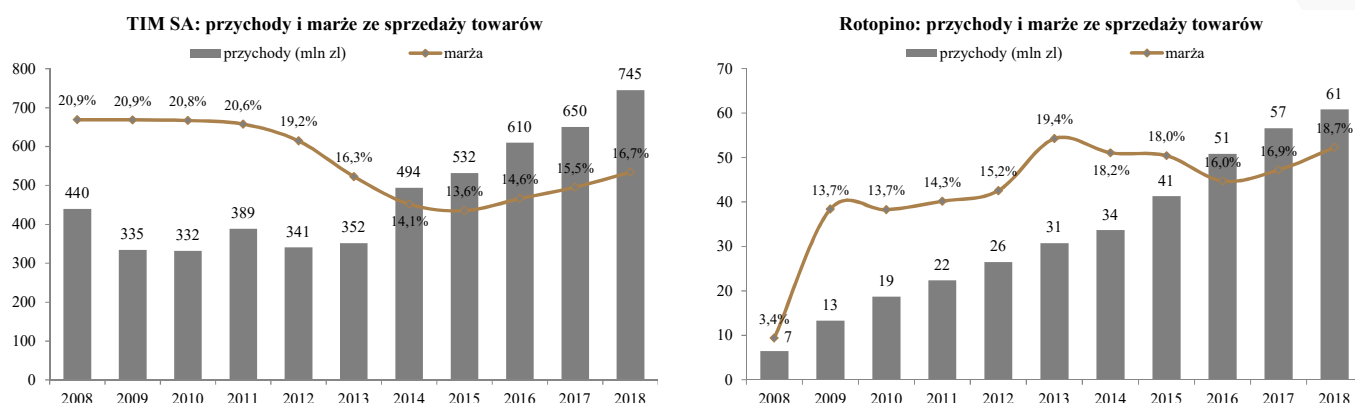 TIM SA: przychody i marże ze sprzedaży towarów
przychody (mln zl) marża
800
700
600
500
400
300
200
100
0
20,9% 20,9% 20,8% 20,6% 19,2% 16,3% 14,1% 13,6% 14,6% 15,5% 16,7%
440 335 332 389 341 352 494 532 610 650 745
2008 2009 2010 2011 2012 2013 2014 2015 2016 2017 2018
Rotopino: przychody i marże ze sprzedaży towarów
przychody (mln zl) marża
70
60
50
40
30
20
10
0
3,4% 13,7% 13,7% 14,3% 15,2% 19,4% 18,2% 18,0% 16,0% 16,9% 18,7%
7 13 19 22 26 31 34 41 51 57 61
2008 2009 2010 2011 2012 2013 2014 2015 2016 2017 2018